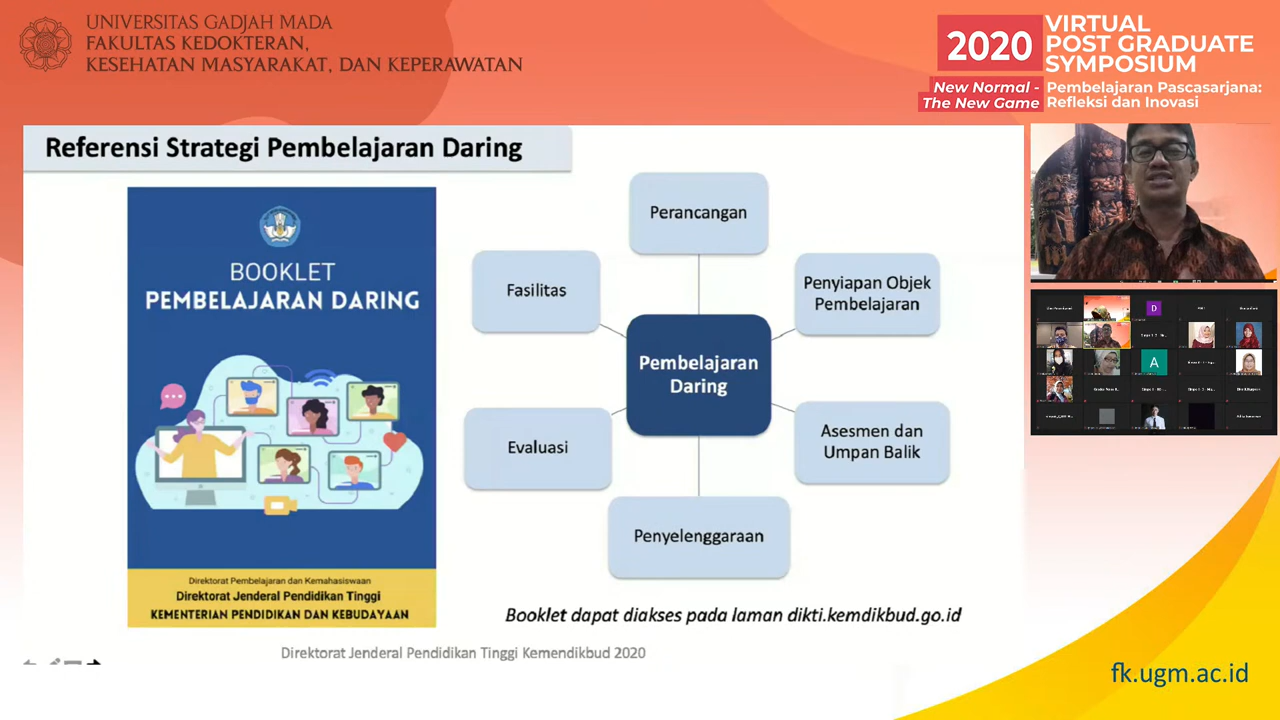 UNIVERSITAS GADJAH MADA
FAKULTAS KEDOKTERAN,
KESEHATAN MASYARAKAT, DAN KEPERAWATAN
2020
VIRTUAL
POST GRADUATE
SYMPOSIUM
New Normal -
The New Game
Pembelajaran Pascasarjana:
Refleksi dan Inovasi
Referensi Strategi Pembelajaran Daring
BOOKLET
PEMBELAJARAN DARING
Direktorat Pembelajaran dan Kemahasiswaan
Direktorat Jenderal Pendidikan Tinggi
KEMENTERIAN PENDIDIKAN DAN KEBUDAYAAN
Perancangan
Fasilitas
Penyiapan Objek
Pembelajaran
Pembelajaran
Daring
Evaluasi
Asesmen dan
Umpan Balik
Penyelenggaraan
Booklet dapat diakses pada laman dikti.kemdikbud.go.id
Direktorat Jenderal Pendidikan Tinggi Kemendikbud 2020
D
A
fk.ugm.ac.id